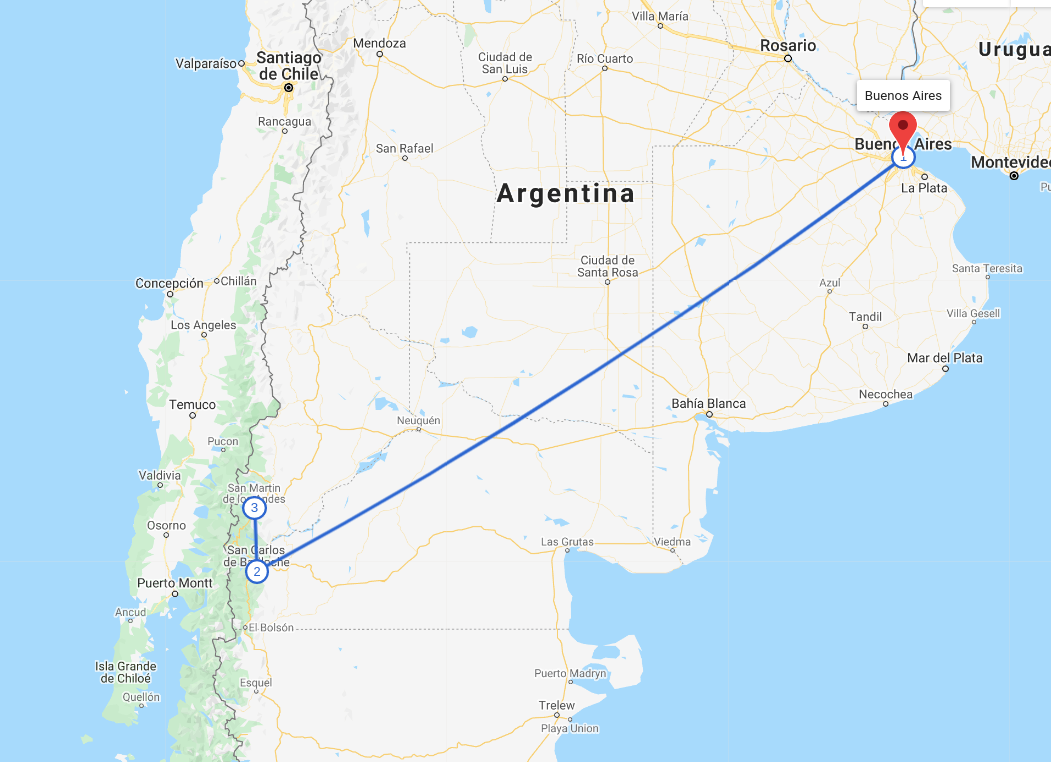 Villa María
Mendoza
Rosario
Urugua
Valparaíso
Santiago
de Chile
Ciudad de
San Luis
Río Cuarto
Buenos Aires
Rancagua
San Rafael
Buenos Aires
Montevideo
La Plata
1
Pu
Argentina
Ciudad de
Santa Rosa
Santa Teresita
Concepción
Chillán
Azul
Los Angeles
Tandil
Villa Gesell
Mar del Plata
Necochea
Temuco
Bahía Blanca
Neuquén
Pucon
Valdivia
San Martin
de los Andes
3
Osorno
San Carlos
de Bariloche
2
Las Grutas
Viedma
Puerto Montt
Ancud
El Bolsón
Isla Grande
de Chiloé
Quellón
Esquel
Puerto Madryn
Trelew
Playa Union